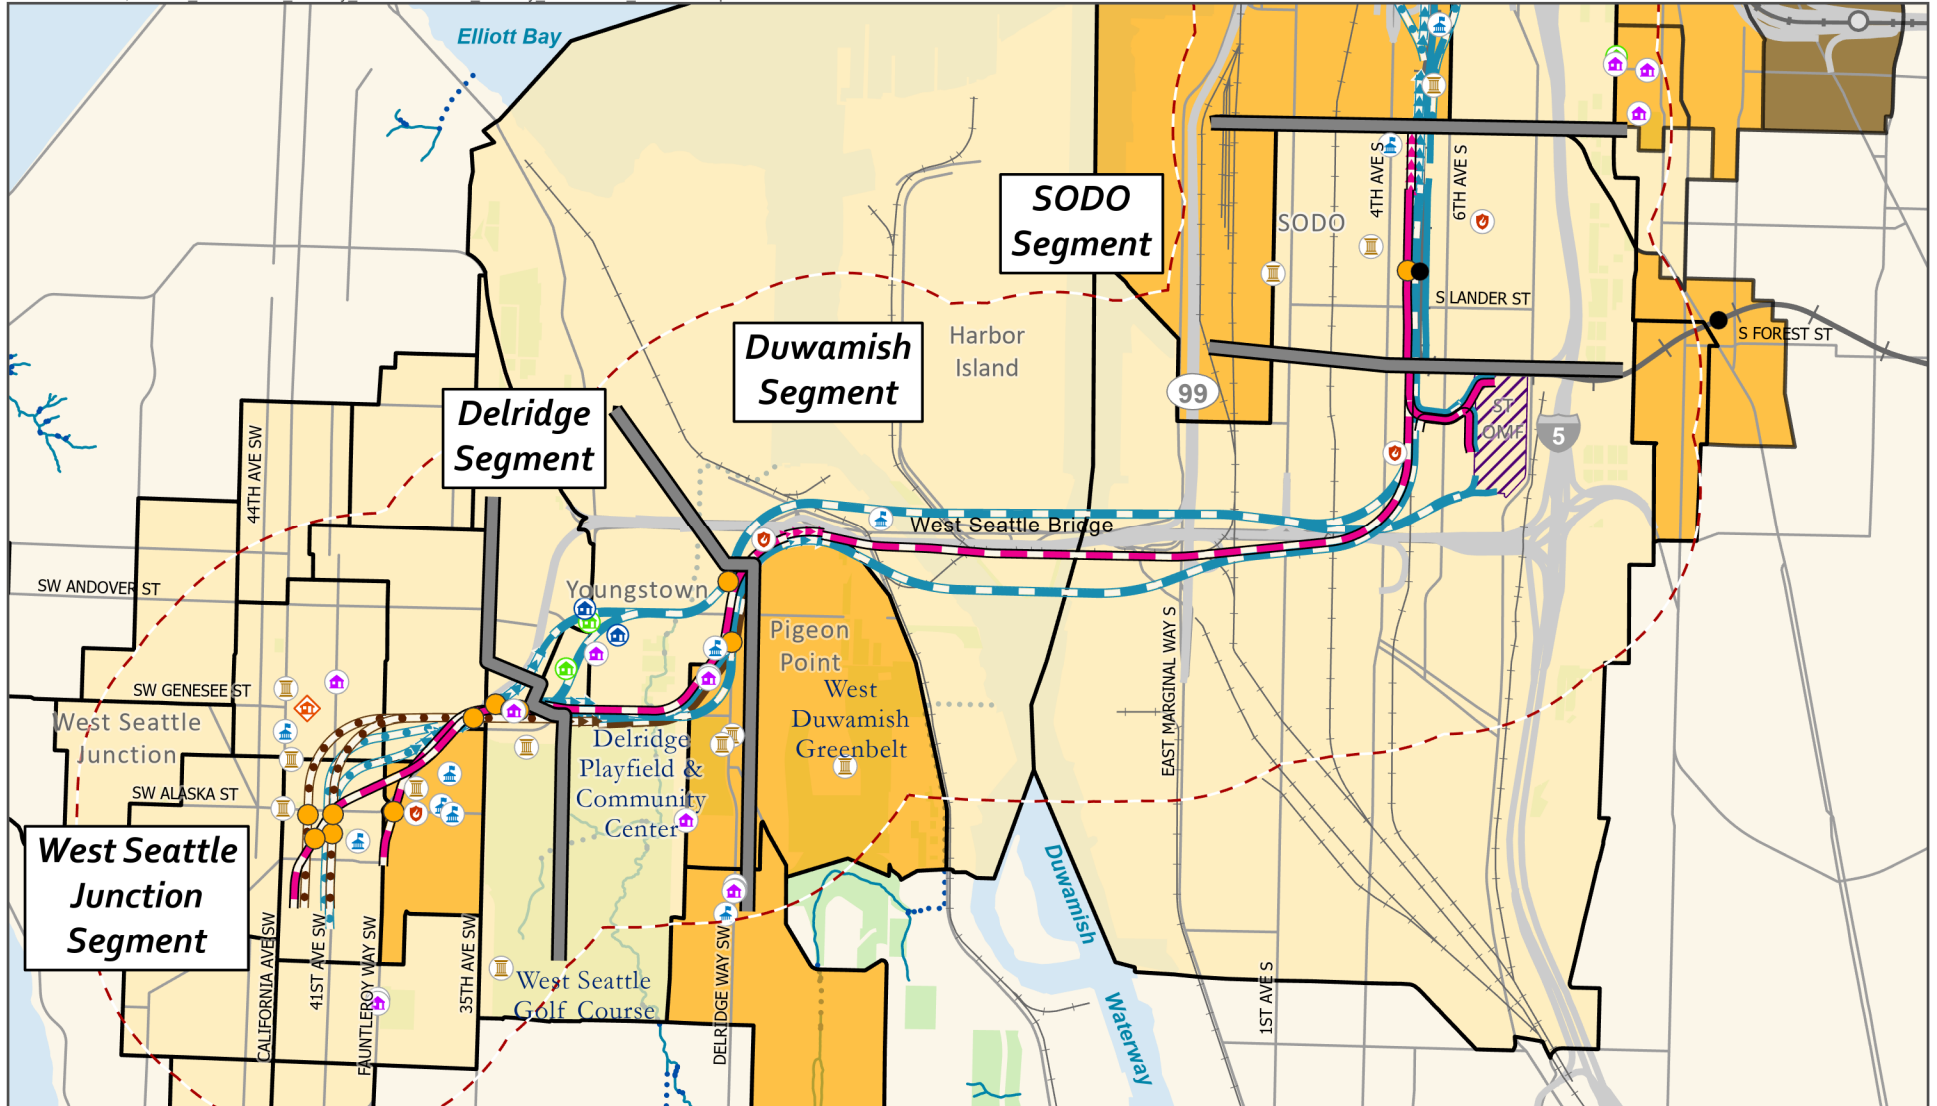 Elliott Bay
SODO
Segment
4TH AVE S
6TH AVE S
SODO
S LANDER ST
S FOREST ST
Harbor
Island
Duwamish
Segment
99
Delridge
Segment
ST
OMF
5
44TH AVE SW
West Seattle Bridge
SW ANDOVER ST
Youngstown
Pigeon
Point
EAST MARGINAL WAY S
SW GENESEE ST
West
Duwamish
Greenbelt
West Seattle
Junction
Delridge
Playfield &
Community
Center
SW ALASKA ST
West Seattle
Junction
Segment
Duwamish
Waterway
CALIFORNIA AVE SW
41ST AVE SW
FAUNTLEROY WAY SW
35TH AVE SW
West Seattle
Golf Course
DELRIDGE WAY SW
1ST AVE S